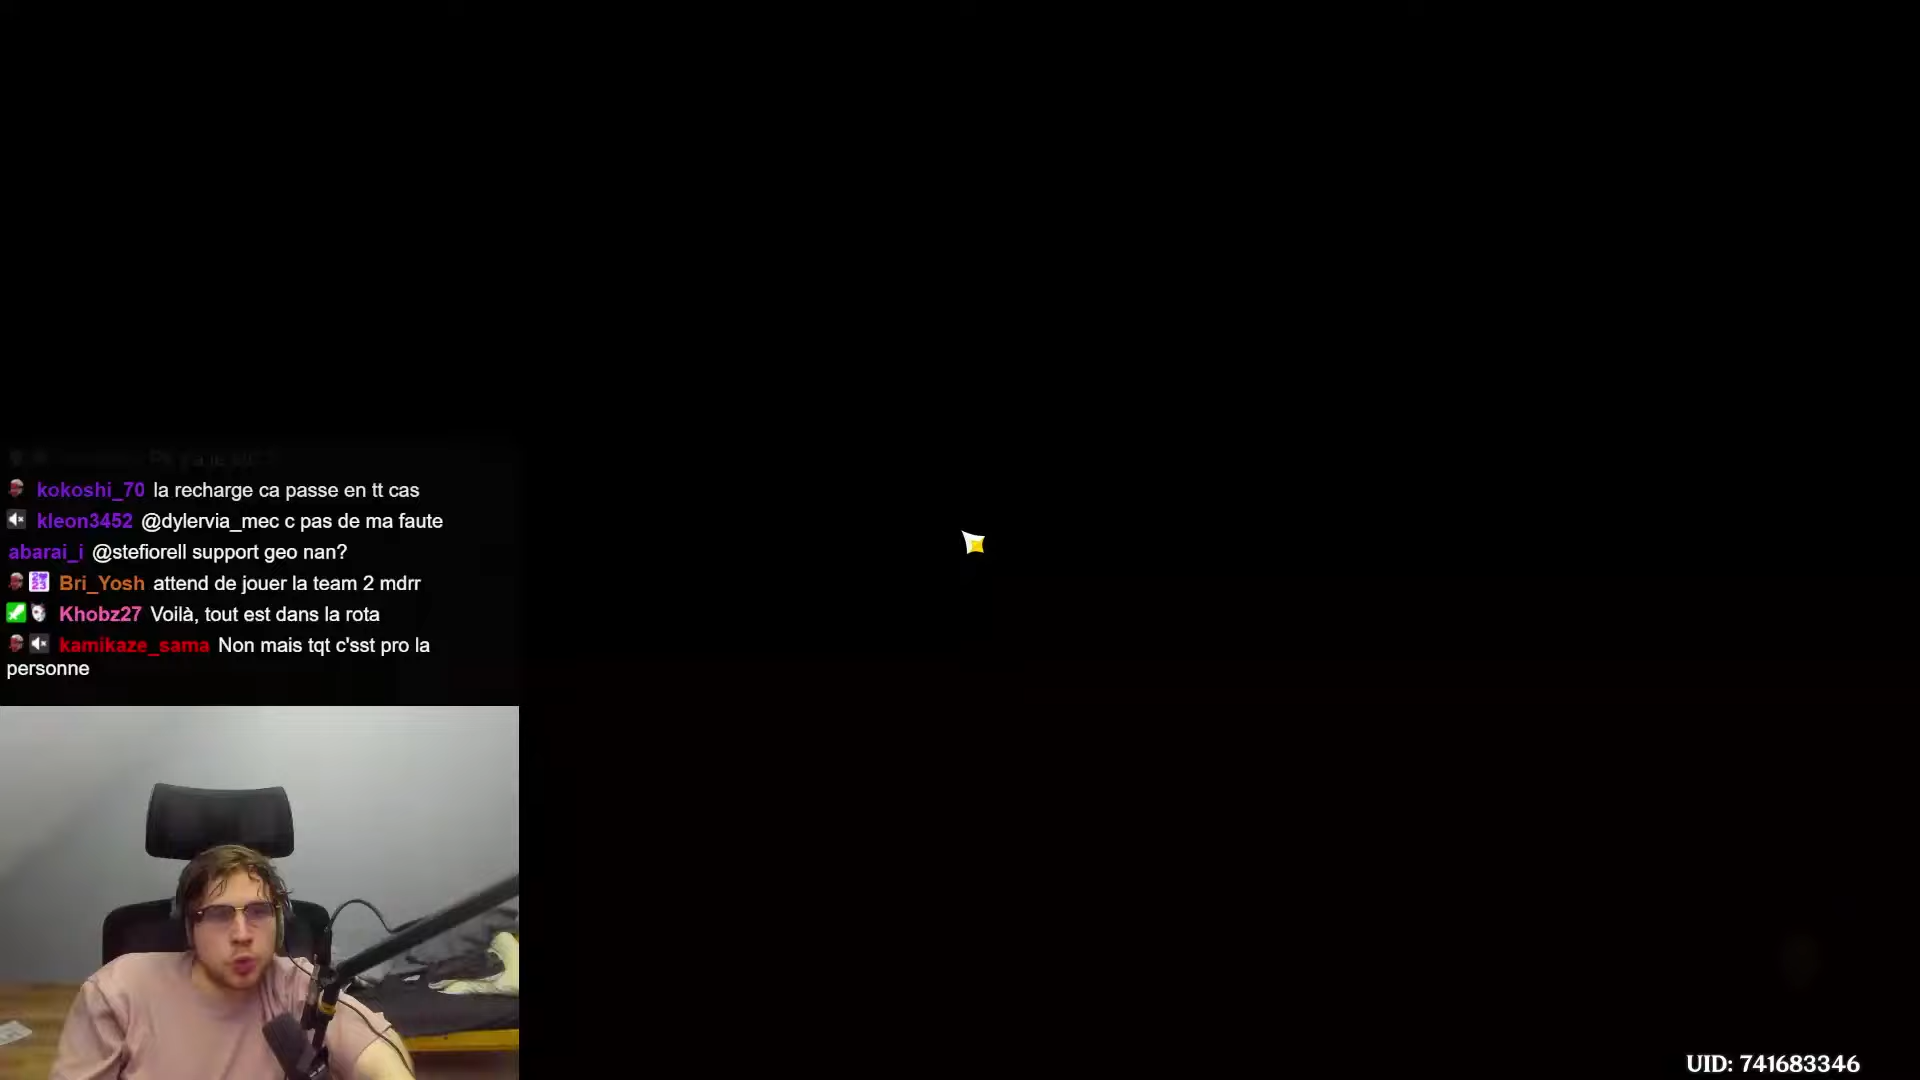 kokoshi_70 la recharge ca passe en tt cas
kleon3452 @dylervia_mec c pas de ma faute
abarai_i @stefiorell support geo nan?
Bri_Yosh attend de jouer la team 2 mdrr
Khobz27 Voilà, tout est dans la rota
kamikaze_sama Non mais tqt c'sst pro la
personne
UID: 741683346